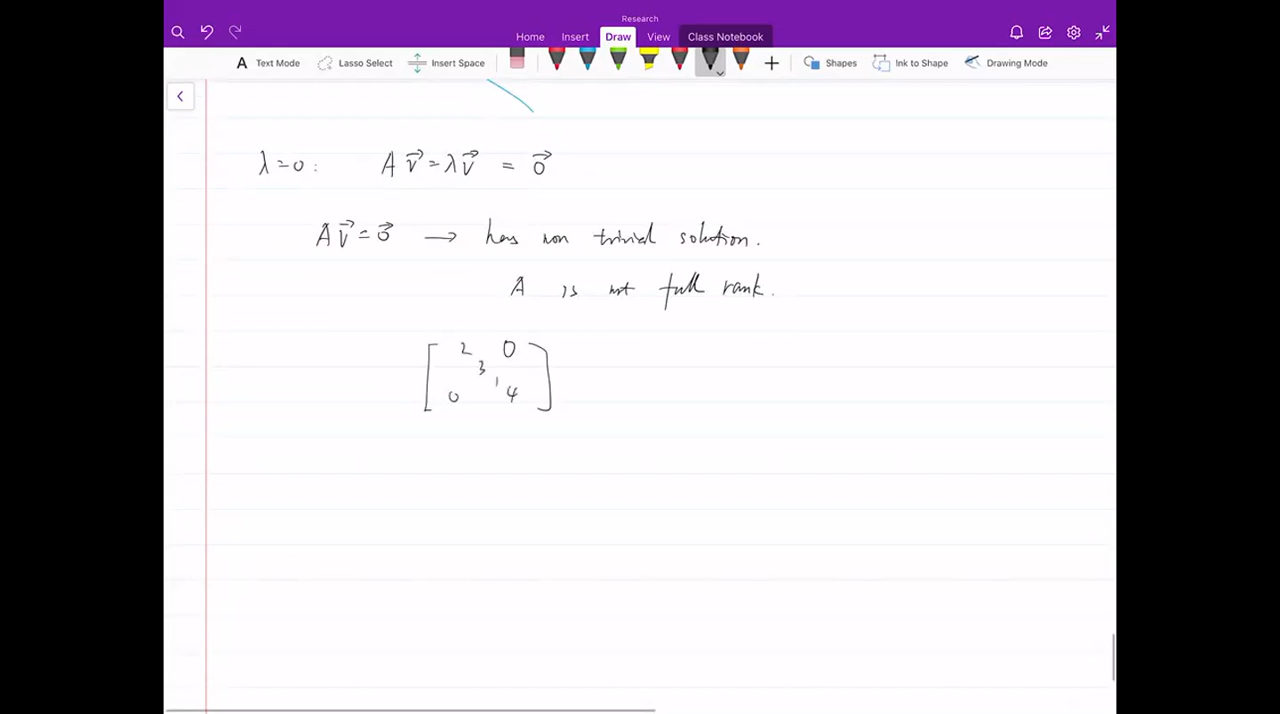 Research
Home Insert Draw View Class Notebook
A Text Mode Lasso Select Insert Space Shapes Ink to Shape Drawing Mode
λ=0: A v⃗ = λ v⃗ = 0⃗
A v⃗ = 0⃗ → has non trivial solution.
A is not full rank.
2 0
3
1
0 4